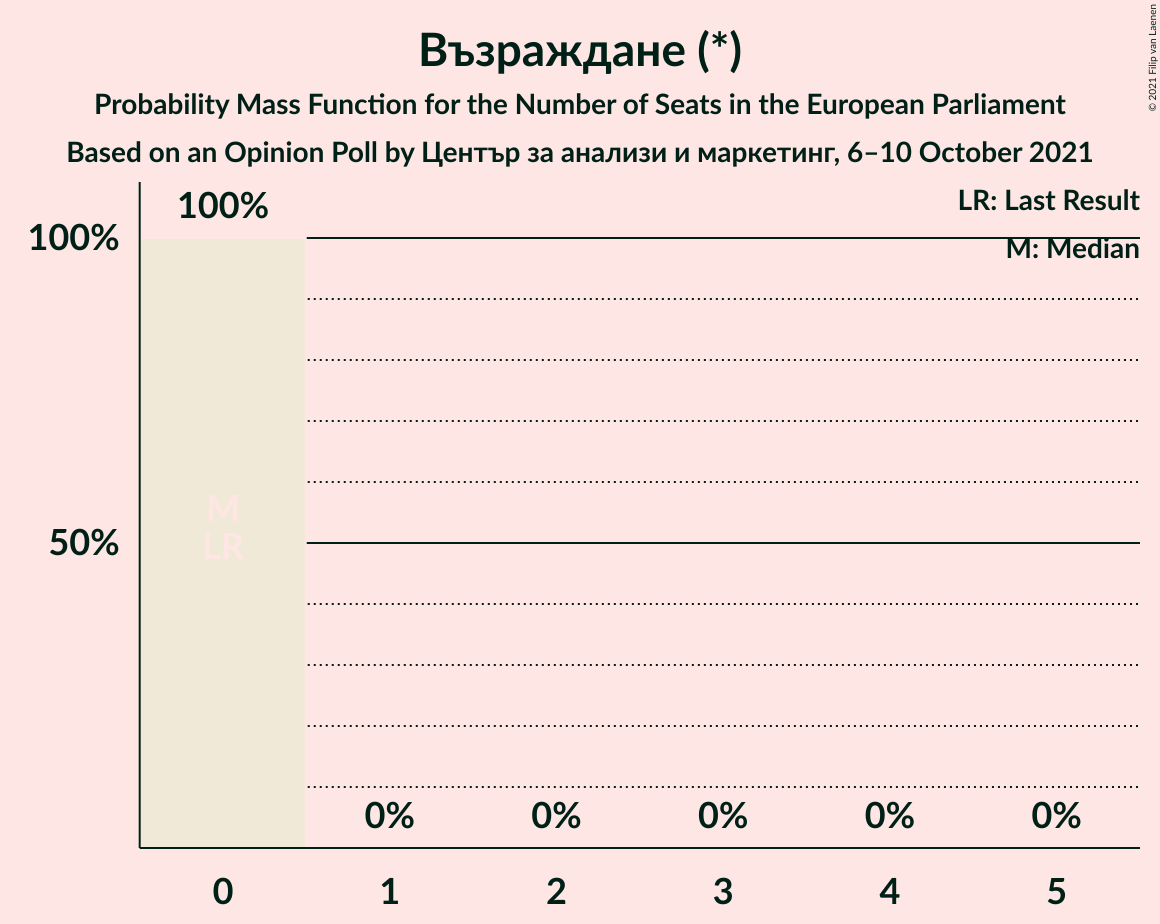 Възраждане (*)
Probability Mass Function for the Number of Seats in the European Parliament
Based on an Opinion Poll by Център за анализи и маркетинг, 6–10 October 2021
© 2021 Filip van Laenen
LR: Last Result
M: Median
100%
100%
50%
M
LR
0% 0% 0% 0% 0%
0 1 2 3 4 5